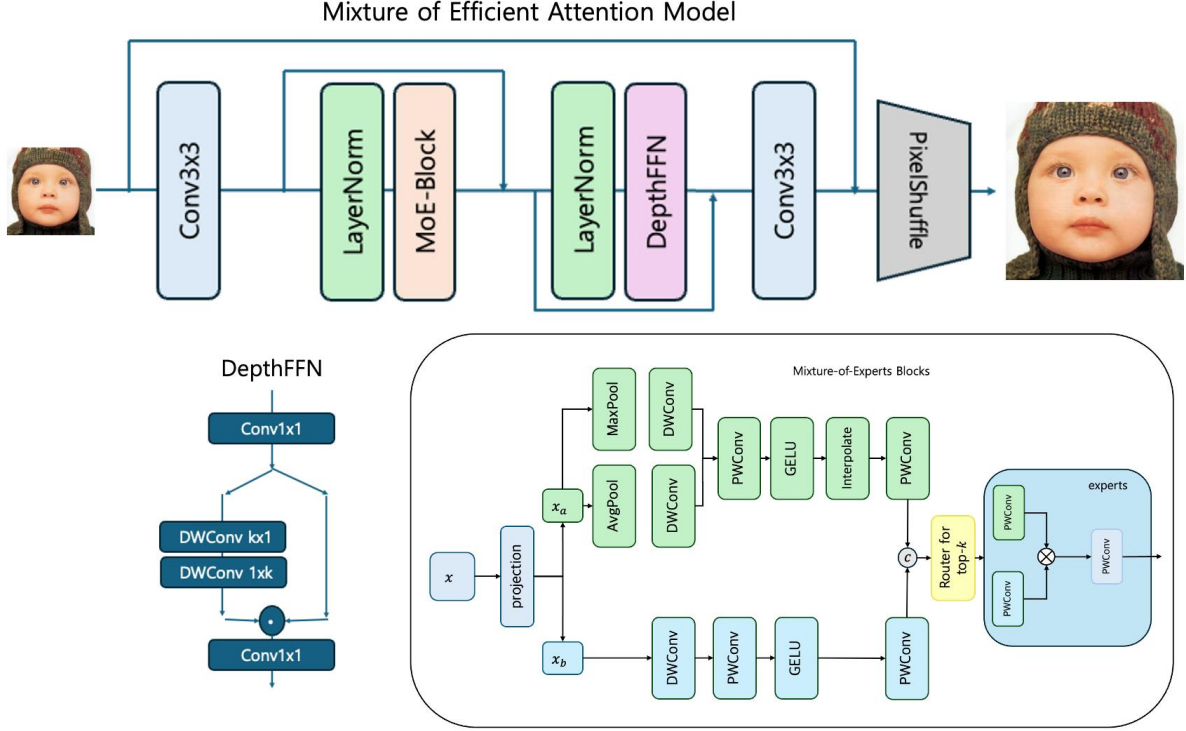 Mixture of Efficient Attention Model
Conv3x3
LayerNorm
MoE-Block
LayerNorm
DepthFFN
Conv3x3
PixelShuffle
DepthFFN
Conv1x1
DWConv kx1
DWConv 1xk
Conv1x1
Mixture-of-Experts Blocks
x
projection
xₐ
MaxPool
AvgPool
DWConv
DWConv
PWConv
GELU
Interpolate
PWConv
x_b
DWConv
PWConv
GELU
PWConv
c
Router for
top-k
experts
PWConv
PWConv
PWConv